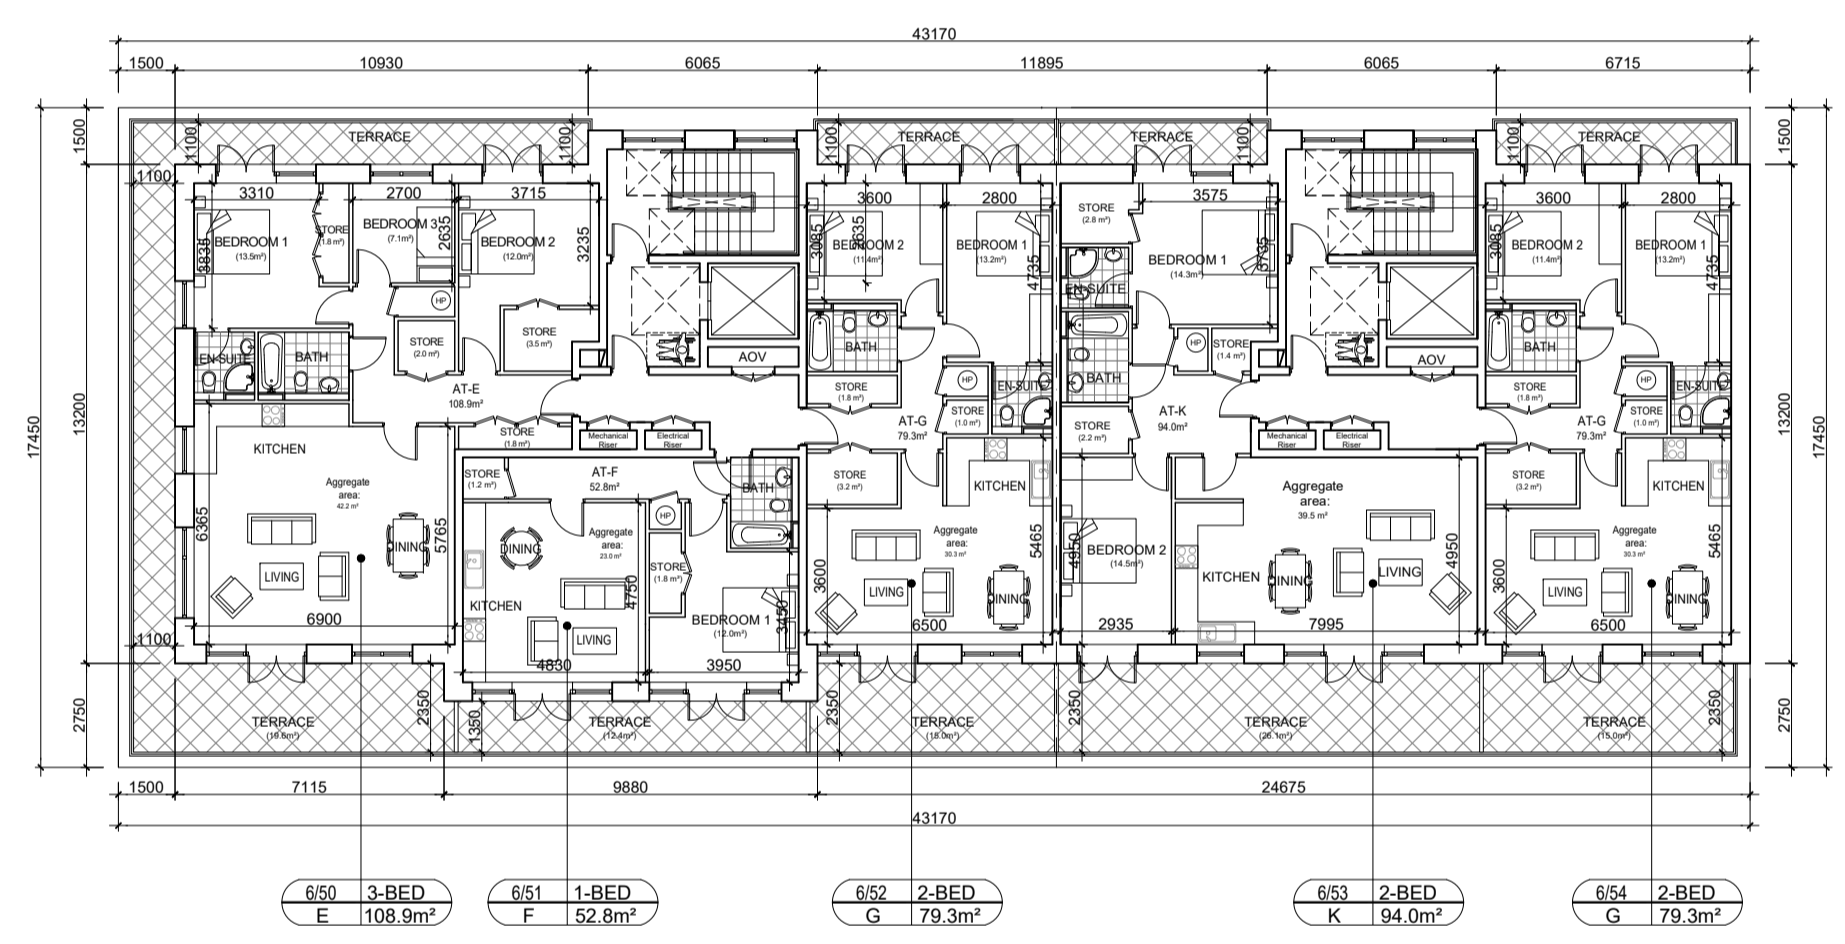 43170
1500 10930 6065 11895 6065 6715
1500 1100 TERRACE 1100 1100 TERRACE TERRACE 1100 1100 TERRACE 1500
1100
3310 2700 3715 3600 2800 3575 3600 2800
BEDROOM 1
(13.5m²)
3835
STORE
(1.8 m²)
BEDROOM 3
(7.1m²)
2635
BEDROOM 2
(12.0m²)
3235
3085
BEDROOM 2
(11.4m²)
2635
BEDROOM 1
(13.2m²)
4735
STORE
(2.8 m²)
BEDROOM 1
(14.3m²)
3735
3085
BEDROOM 2
(11.4m²)
BEDROOM 1
(13.2m²)
4735
HP
STORE
(2.0 m²)
STORE
(3.5 m²)
EN-SUITE
BATH
AOV
BATH
EN-SUITE
BATH
HP
STORE
(1.4 m²)
AOV
BATH
AT-E
108.9m²
STORE
(1.8 m²)
HP
EN-SUITE
STORE
(1.8 m²)
HP
EN-SUITE
17450
13200
STORE
(1.8 m²)
Mechanical
Riser
Electrical
Riser
AT-G
79.3m²
STORE
(1.0 m²)
STORE
(2.2 m²)
AT-K
94.0m²
Mechanical
Riser
Electrical
Riser
AT-G
79.3m²
STORE
(1.0 m²)
13200
17450
KITCHEN
Aggregate
area:
42.2 m²
6365
5765
DINING
LIVING
6900
1100
STORE
(1.2 m²)
AT-F
52.8m²
BATH
HP
DINING
Aggregate
area:
23.0 m²
STORE
(1.8 m²)
4750
KITCHEN
LIVING
BEDROOM 1
(12.0m²)
3450
4830
3950
STORE
(3.2 m²)
KITCHEN
Aggregate
area:
30.3 m²
5465
3600
LIVING
DINING
6500
BEDROOM 2
(14.5m²)
4950
2935
Aggregate
area:
39.5 m²
4950
KITCHEN
DINING
LIVING
7995
STORE
(3.2 m²)
KITCHEN
Aggregate
area:
30.3 m²
5465
3600
LIVING
DINING
6500
2750
TERRACE
(19.6m²)
2350
1350
TERRACE
(12.4m²)
2350
TERRACE
(15.0m²)
2350
TERRACE
(26.1m²)
TERRACE
(15.0m²)
2350
2750
1500 7115 9880 24675
43170
6/50 3-BED
E 108.9m²
6/51 1-BED
F 52.8m²
6/52 2-BED
G 79.3m²
6/53 2-BED
K 94.0m²
6/54 2-BED
G 79.3m²